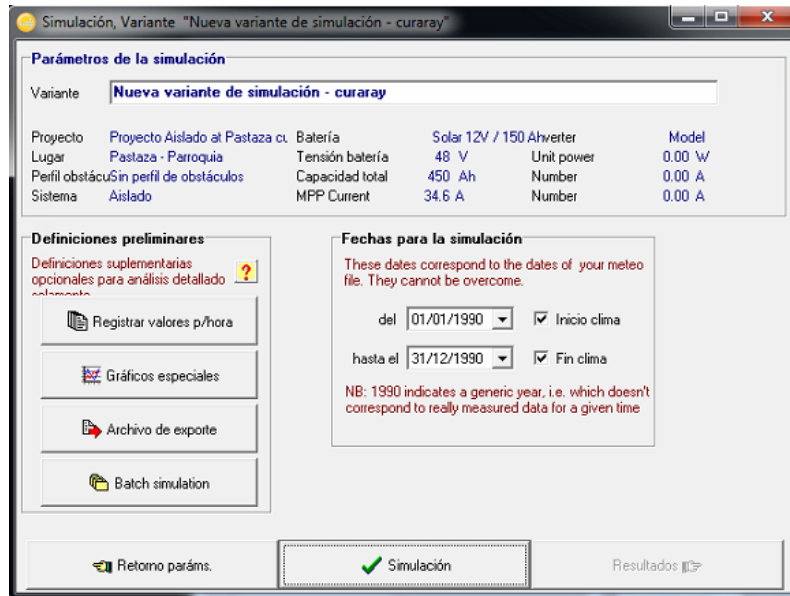 Simulación, Variante "Nueva variante de simulación - curaray"
Parámetros de la simulación
Variante Nueva variante de simulación - curaray
Proyecto Proyecto Aislado at Pastaza cu Batería Solar 12V / 150 Ah verter Model
Lugar Pastaza - Parroquia Tensión batería 48 V Unit power 0.00 W
Perfil obstácu Sin perfil de obstáculos Capacidad total 450 Ah Number 0.00 A
Sistema Aislado MPP Current 34.6 A Number 0.00 A
Definiciones preliminares
Definiciones suplementarias
opcionales para análisis detallado
solamente
?
Registrar valores p/hora
Gráficos especiales
Archivo de exporte
Batch simulation
Fechas para la simulación
These dates correspond to the dates of your meteo
file. They cannot be overcome.
del 01/01/1990 Inicio clima
hasta el 31/12/1990 Fin clima
NB: 1990 indicates a generic year, i.e. which doesn't
correspond to really measured data for a given time
Retorno paráms.
Simulación
Resultados